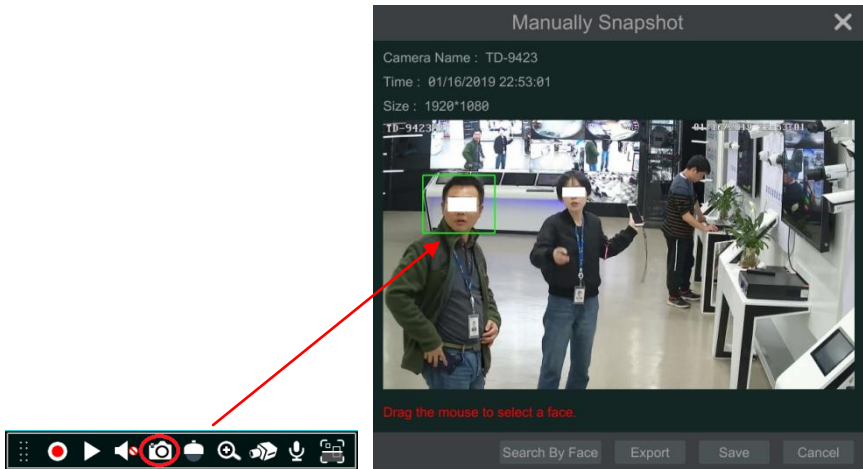 Manually Snapshot
Camera Name : TD-9423
Time : 01/16/2019 22:53:01
Size : 1920*1080
TD-9423
Drag the mouse to select a face.
Search By Face
Export
Save
Cancel